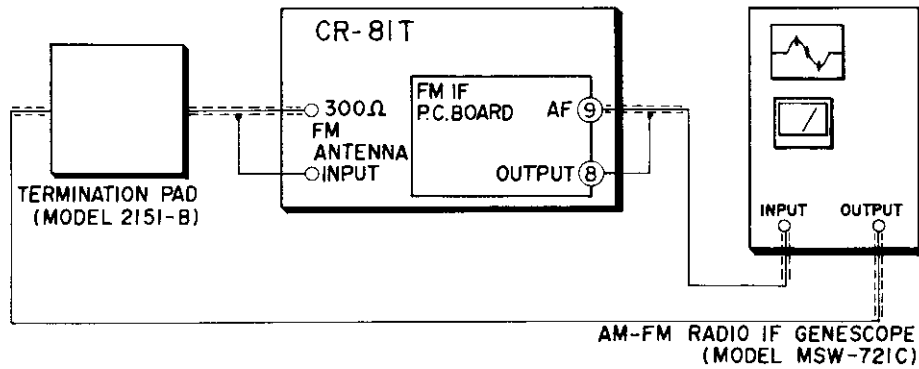 CR-81T
300Ω
FM
ANTENNA
INPUT
FM IF
P.C.BOARD
AF 9
OUTPUT 8
TERMINATION PAD
(MODEL 2151-B)
INPUT
OUTPUT
AM-FM RADIO IF GENESCOPE
(MODEL MSW-721C)